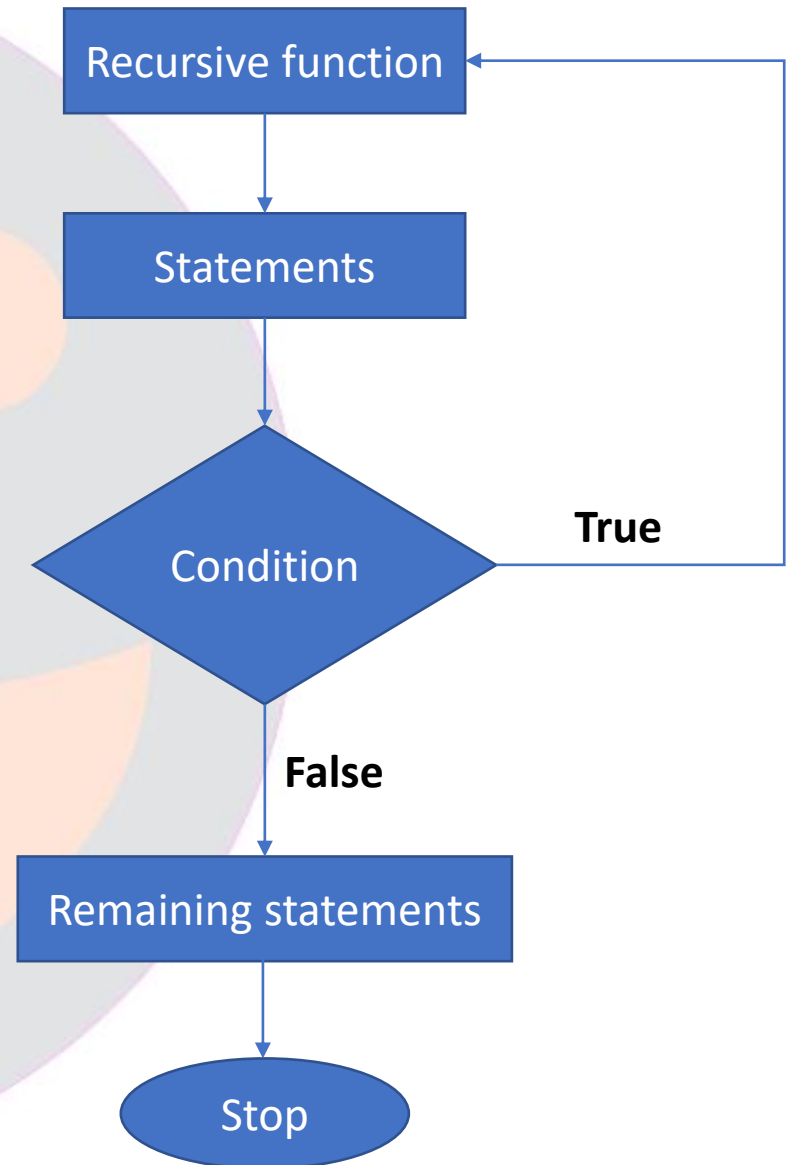 Recursive function
Statements
Condition
True
False
Remaining statements
Stop